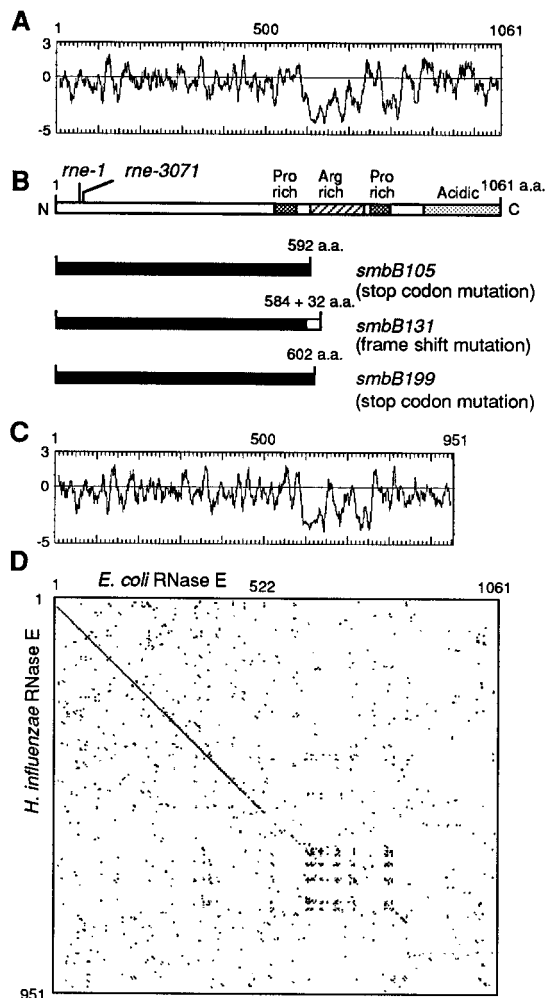 A
1 500 1061
3
0
-5
rne-1 rne-3071
B
1 Pro rich Arg rich Pro rich Acidic 1061 a.a.
N C
592 a.a.
smbB105
(stop codon mutation)
584 + 32 a.a.
smbB131
(frame shift mutation)
602 a.a.
smbB199
(stop codon mutation)
C
1 500 951
3
0
-5
D
1 E. coli RNase E 522 1061
1
H. influenzae RNase E
951